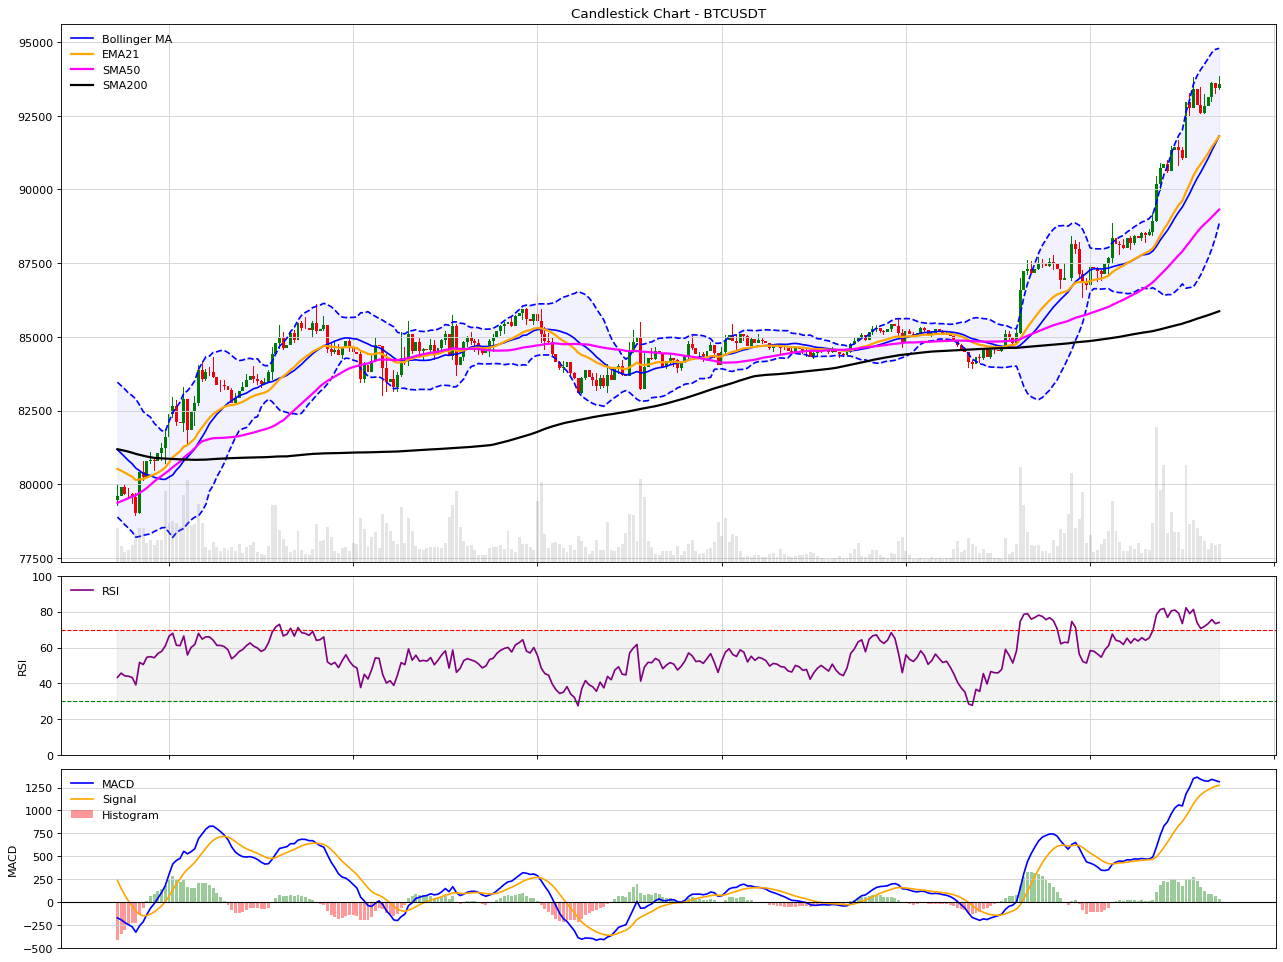 Candlestick Chart - BTCUSDT
Bollinger MA
EMA21
SMA50
SMA200
95000
92500
90000
87500
85000
82500
80000
77500
RSI
100
80
60
40
20
0
RSI
MACD
Signal
Histogram
1250
1000
750
500
250
0
−250
−500
MACD